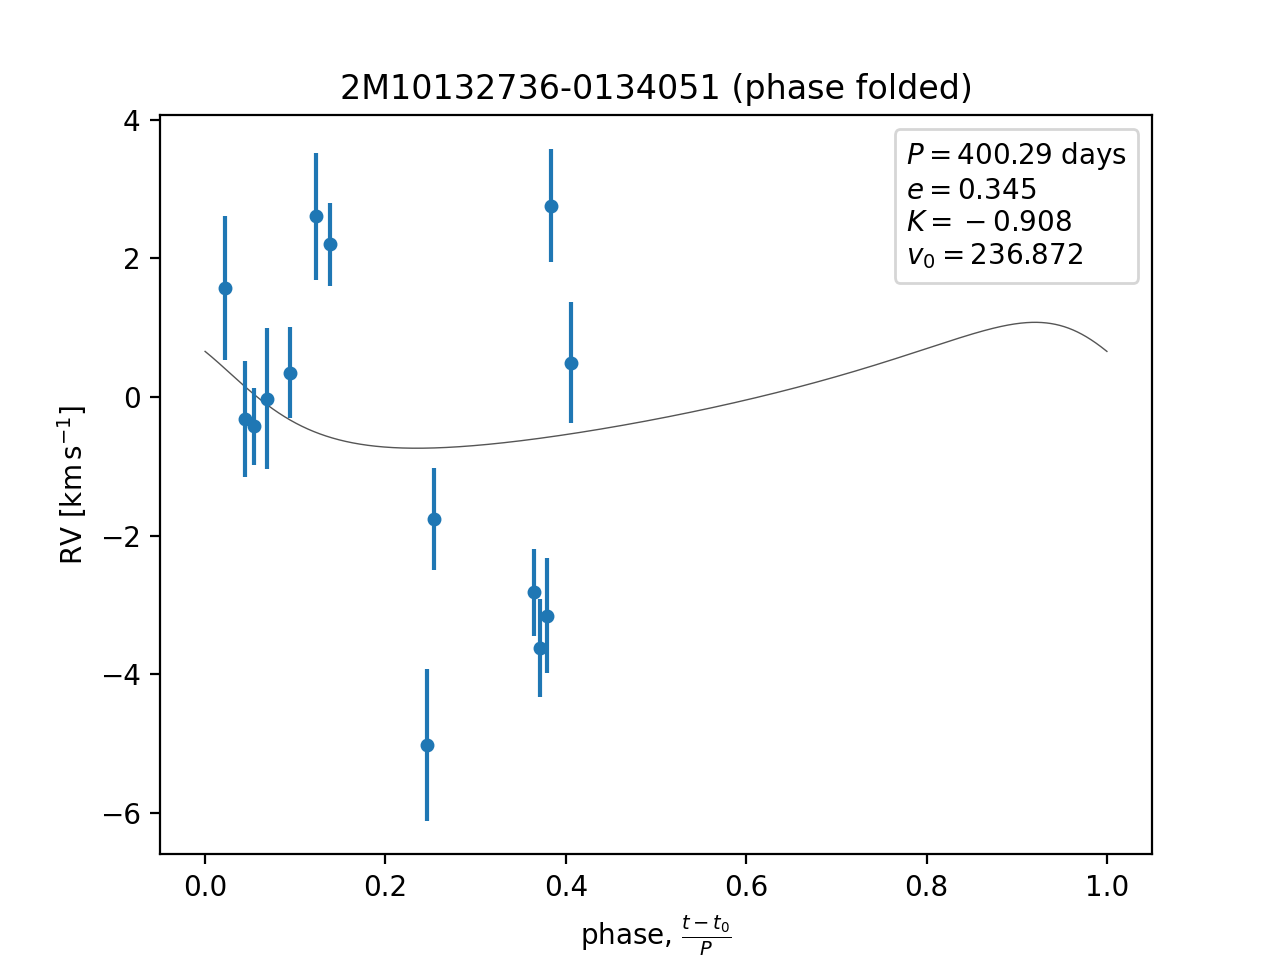 2M10132736-0134051 (phase folded)
P = 400.29 days
e = 0.345
K = −0.908
v₀ = 236.872
4
2
0
−2
−4
−6
RV [km s⁻¹]
0.0 0.2 0.4 0.6 0.8 1.0
phase, (t − t₀)/P